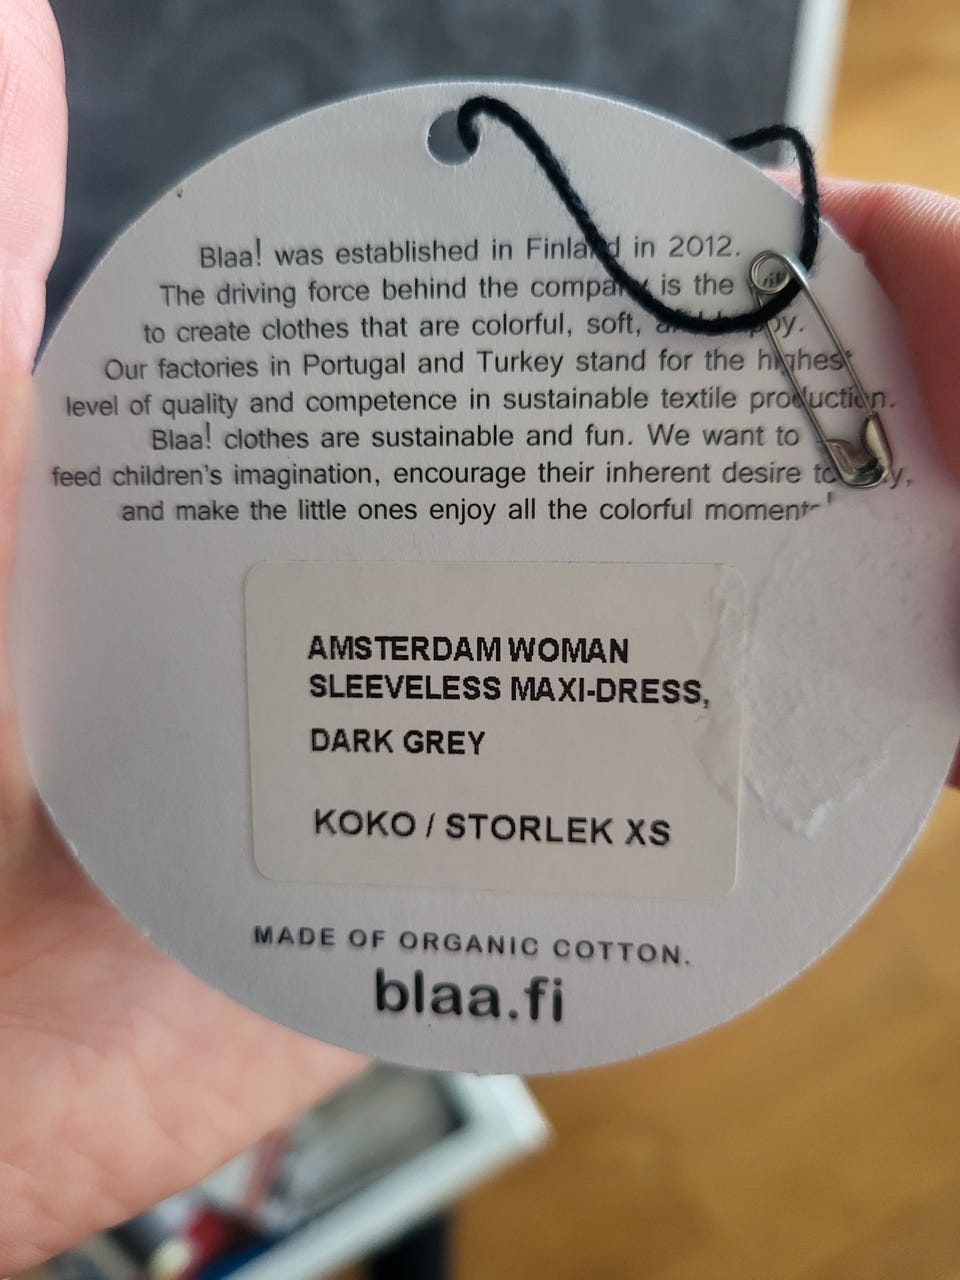 Blaa! was established in Finland in 2012.
The driving force behind the company is the
to create clothes that are colorful, soft, and happy.
Our factories in Portugal and Turkey stand for the highest
level of quality and competence in sustainable textile production.
Blaa! clothes are sustainable and fun. We want to
feed children's imagination, encourage their inherent desire to
and make the little ones enjoy all the colorful moments!
AMSTERDAM WOMAN
SLEEVELESS MAXI-DRESS,
DARK GREY
KOKO / STORLEK XS
MADE OF ORGANIC COTTON.
blaa.fi